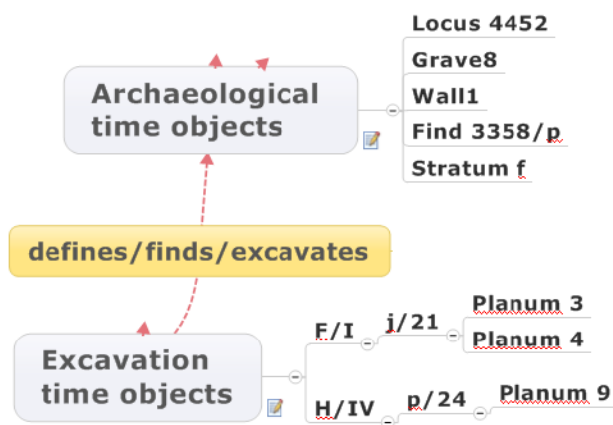 Locus 4452
Grave8
Wall1
Find 3358/p
Stratum f
Archaeological
time objects
defines/finds/excavates
Excavation
time objects
F/I
j/21
Planum 3
Planum 4
H/IV
p/24
Planum 9